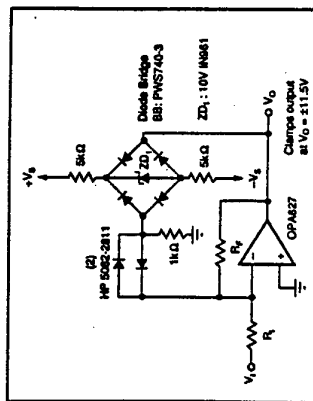 +VS
5kΩ
Diode Bridge
BB: PWS740-3
ZD1
ZD1 : 10V IN961
5kΩ
–VS
(2)
HP 5082-2811
1kΩ
RF
VI
RI
–
+
OPA627
VO
Clamps output
at VO = ±11.5V